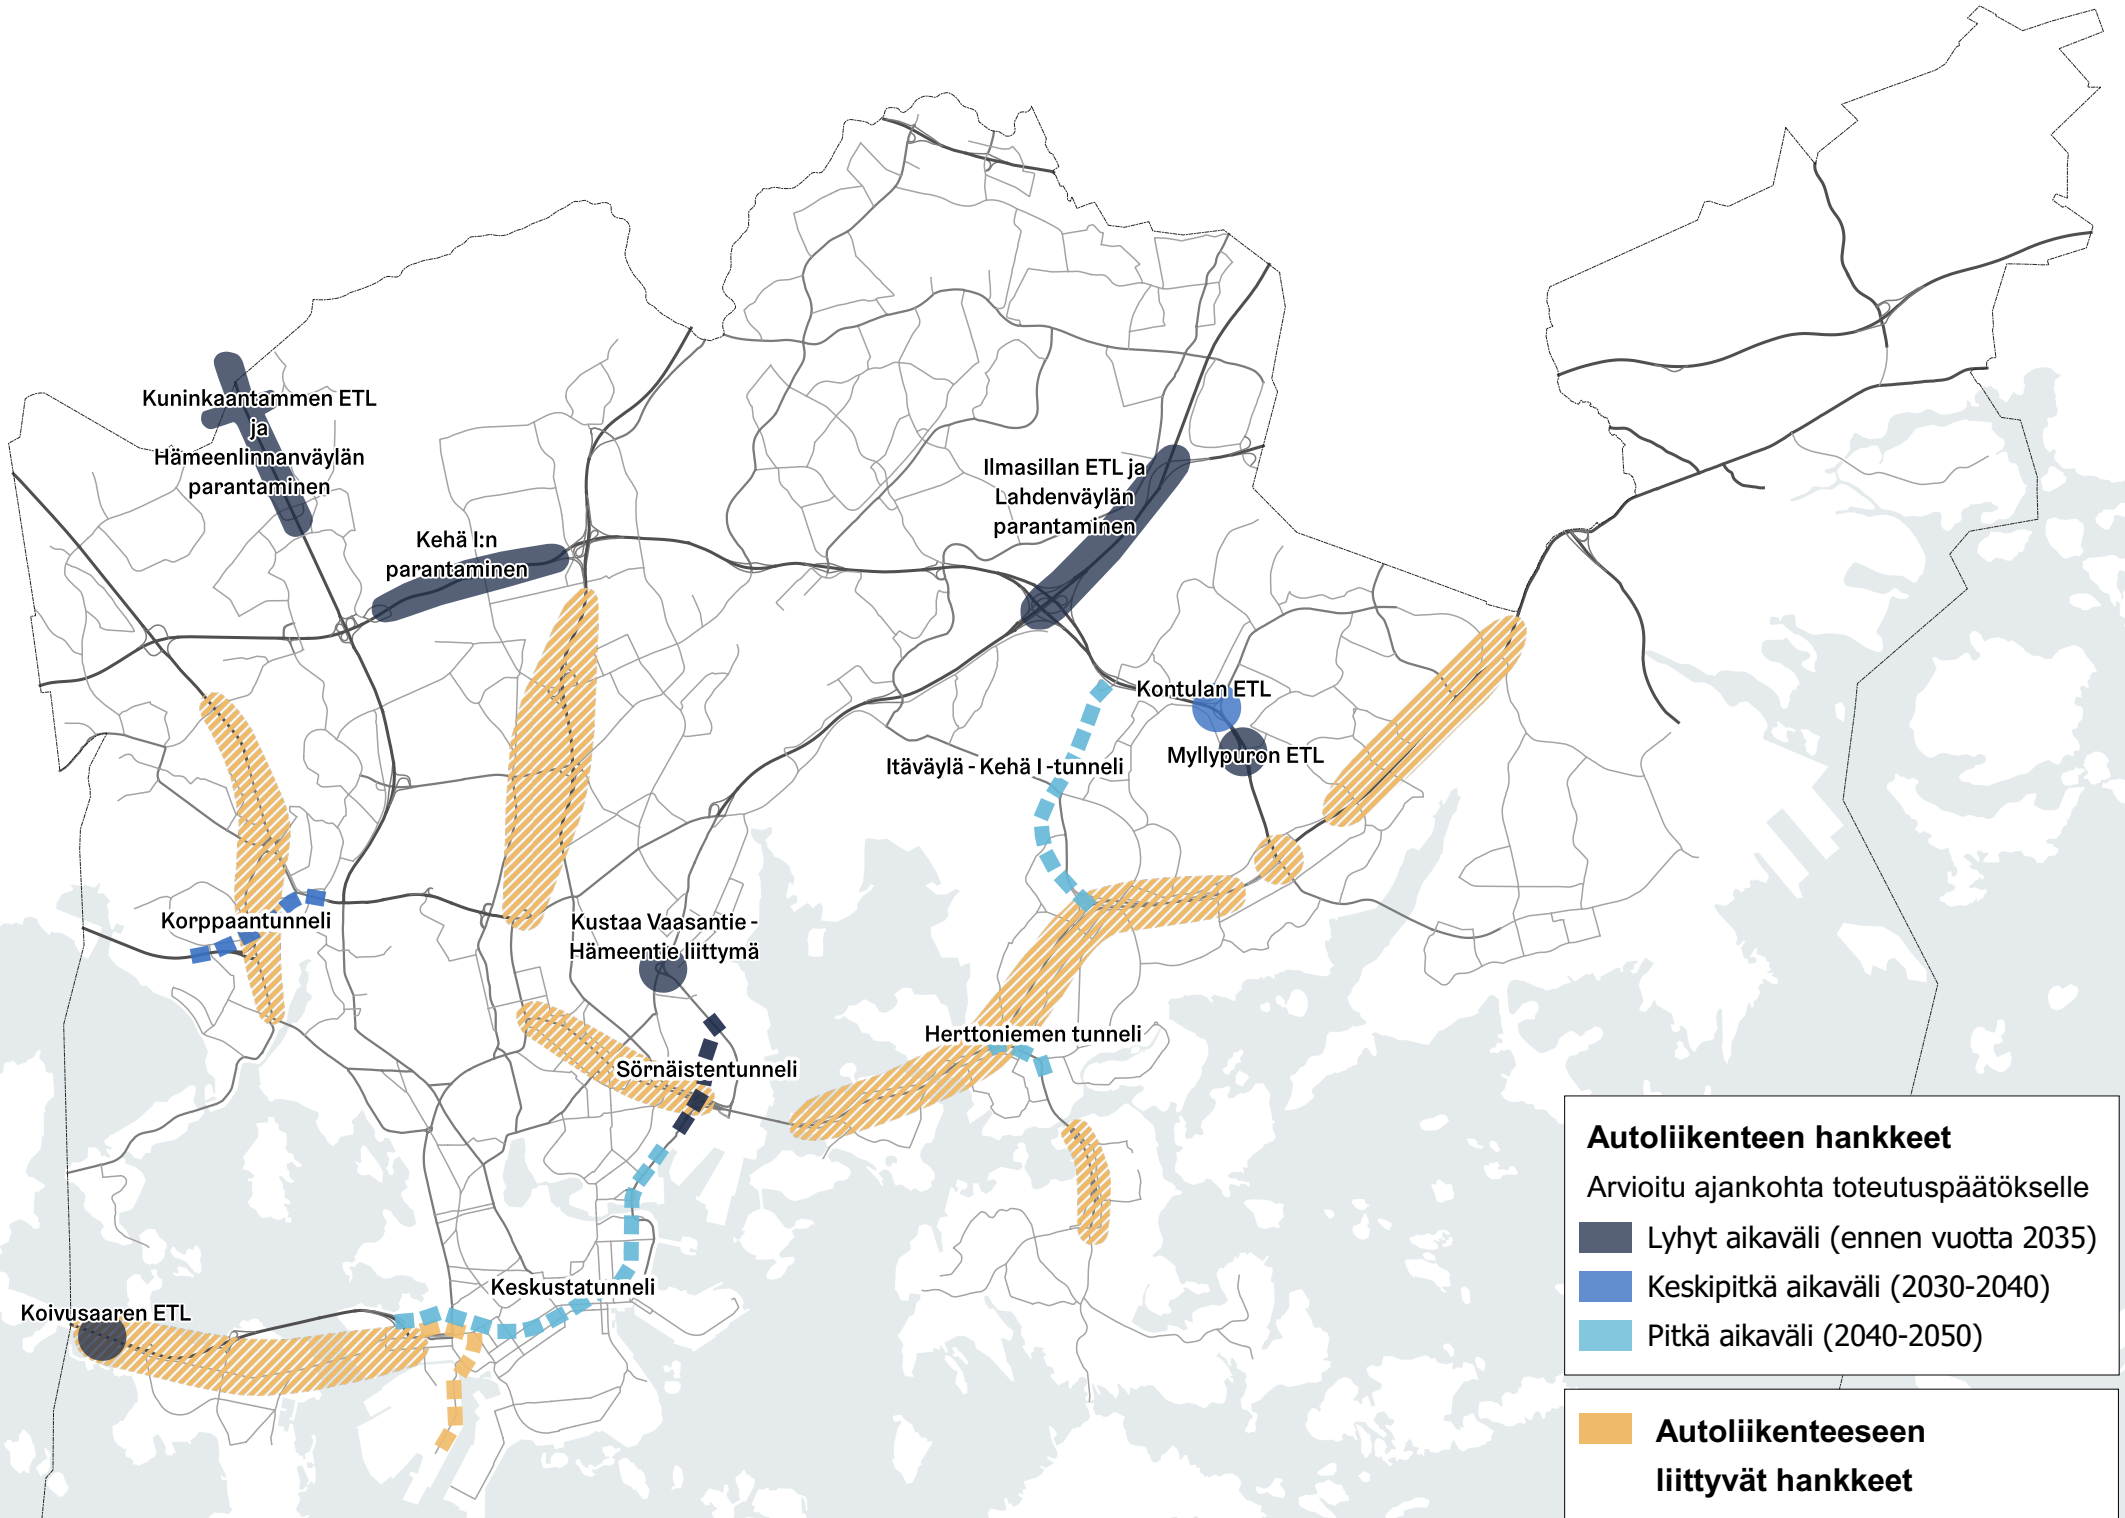 Kuninkaantammen ETL
ja
Hämeenlinnanväylän
parantaminen
Kehä I:n
parantaminen
Ilmasillan ETL ja
Lahdenväylän
parantaminen
Kontulan ETL
Myllypuron ETL
Itäväylä - Kehä I -tunneli
Korppaantunneli
Kustaa Vaasantie -
Hämeentie liittymä
Herttoniemen tunneli
Sörnäistentunneli
Keskustatunneli
Koivusaaren ETL
Autoliikenteen hankkeet
Arvioitu ajankohta toteutuspäätökselle
Lyhyt aikaväli (ennen vuotta 2035)
Keskipitkä aikaväli (2030-2040)
Pitkä aikaväli (2040-2050)
Autoliikenteeseen
liittyvät hankkeet